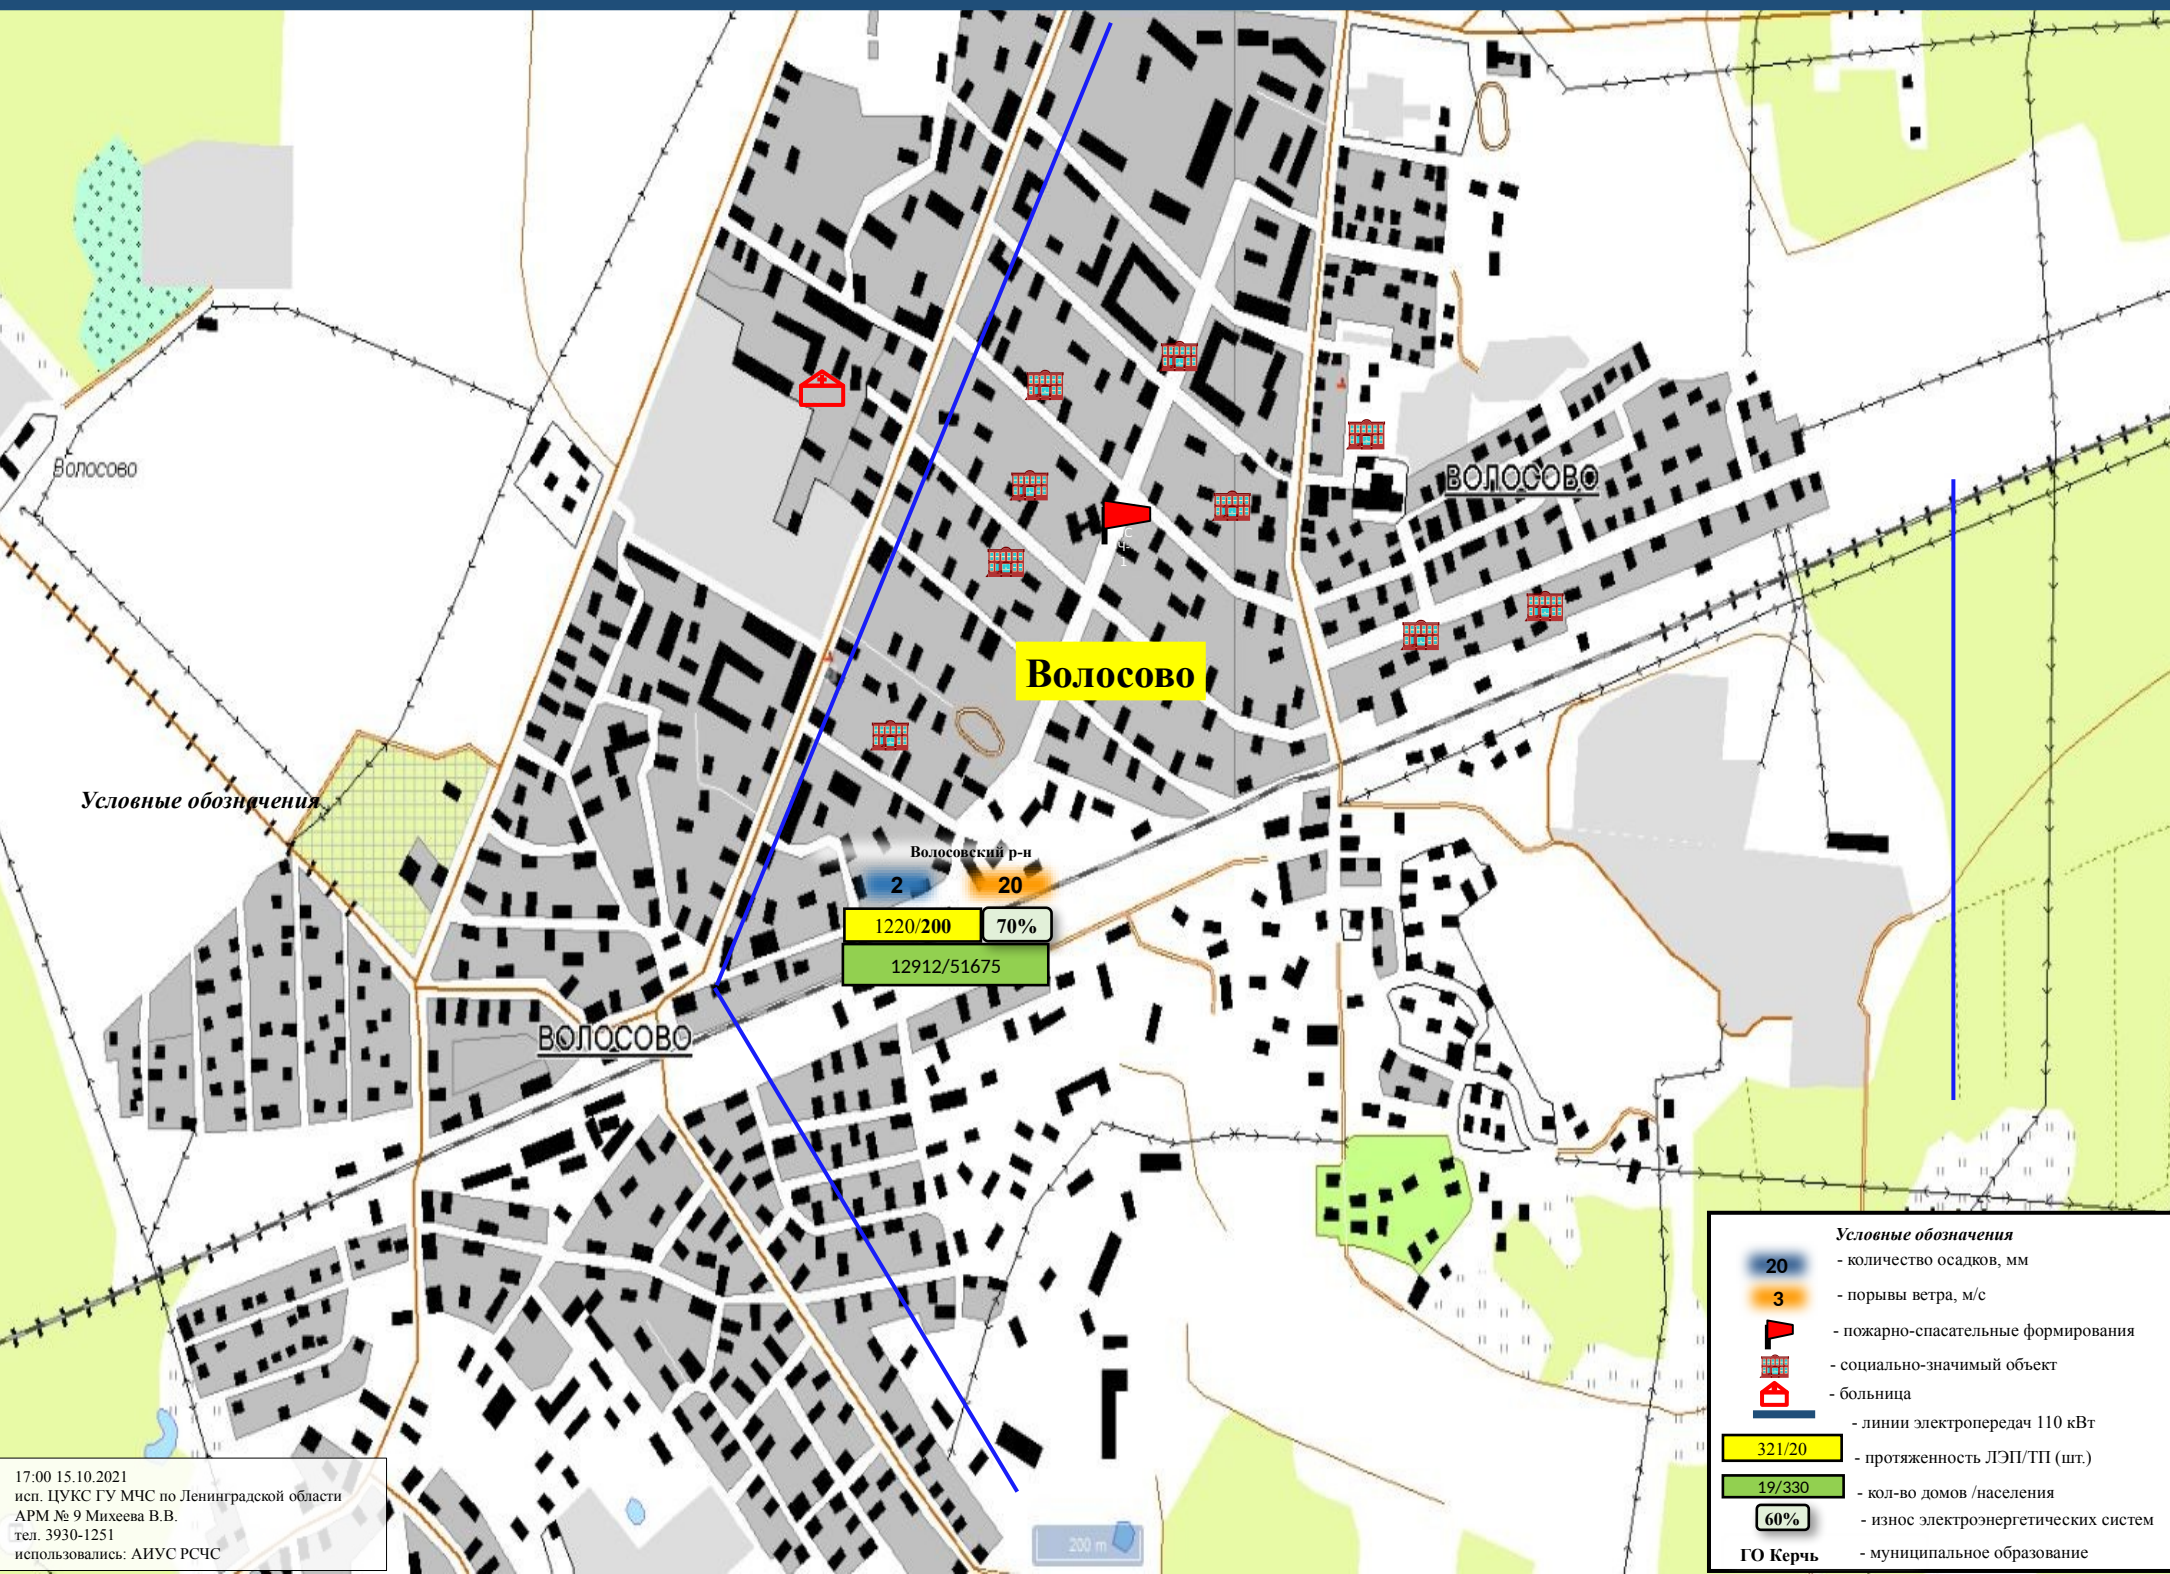 Волосово
ВОЛОСОВО
Волосово
Условные обозначения
Волосовский р-н
2
20
1220/200
70%
12912/51675
ВОЛОСОВО
Условные обозначения
20
- количество осадков, мм
3
- порывы ветра, м/с
- пожарно-спасательные формирования
- социально-значимый объект
- больница
- линии электропередач 110 кВт
321/20
- протяженность ЛЭП/ТП (шт.)
19/330
- кол-во домов /населения
60%
- износ электроэнергетических систем
ГО Керчь
- муниципальное образование
17:00 15.10.2021
исп. ЦУКС ГУ МЧС по Ленинградской области
АРМ № 9 Михеева В.В.
тел. 3930-1251
использовались: АИУС РСЧС
200 m